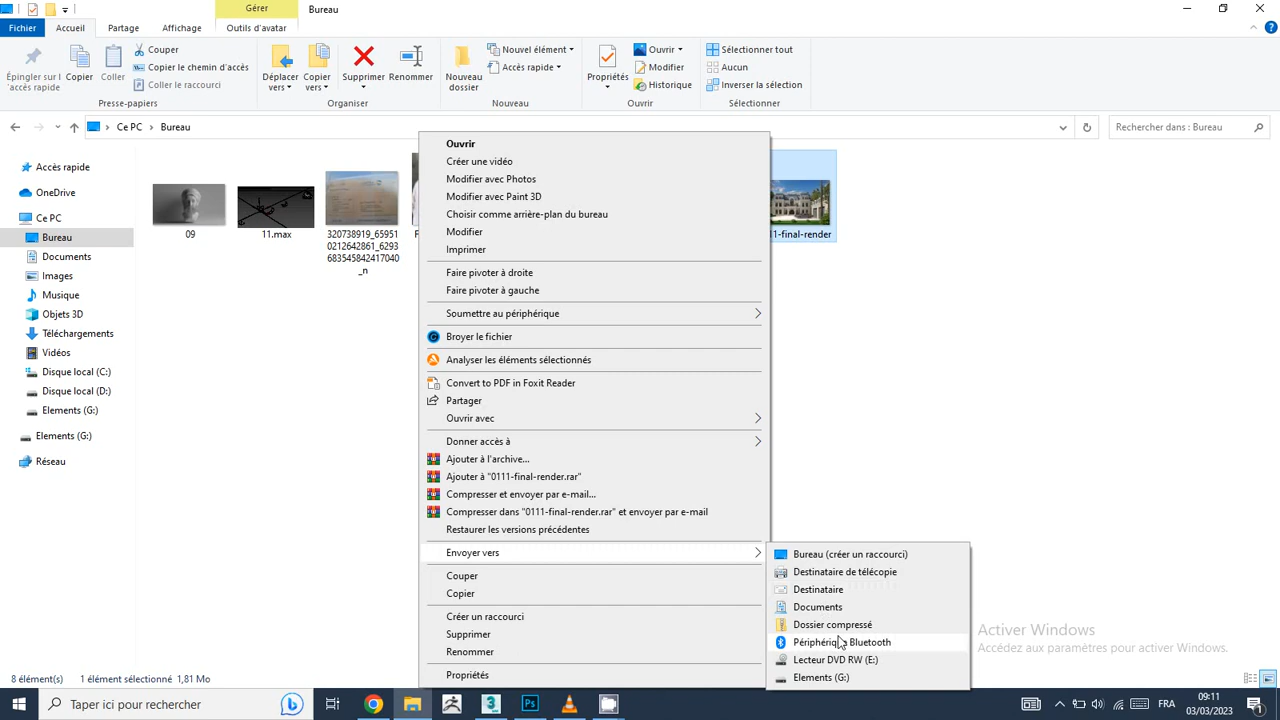 Gérer
Bureau
Fichier
Accueil
Partage
Affichage
Outils d'avatar
Épingler sur l'accès rapide
Copier
Coller
Couper
Copier le chemin d'accès
Coller le raccourci
Déplacer vers
Copier vers
Supprimer
Renommer
Nouveau dossier
Nouvel élément
Accès rapide
Propriétés
Ouvrir
Modifier
Historique
Sélectionner tout
Aucun
Inverser la sélection
Presse-papiers
Organiser
Nouveau
Ouvrir
Sélectionner
Ce PC
Bureau
Rechercher dans : Bureau
Accès rapide
OneDrive
Ce PC
Bureau
Documents
Images
Musique
Objets 3D
Téléchargements
Vidéos
Disque local (C:)
Disque local (D:)
Elements (G:)
Elements (G:)
Réseau
09
11.max
320738919_65951
0212642861_6293
683545842417040
_n
11-final-render
Ouvrir
Créer une vidéo
Modifier avec Photos
Modifier avec Paint 3D
Choisir comme arrière-plan du bureau
Modifier
Imprimer
Faire pivoter à droite
Faire pivoter à gauche
Soumettre au périphérique
Broyer le fichier
Analyser les éléments sélectionnés
Convert to PDF in Foxit Reader
Partager
Ouvrir avec
Donner accès à
Ajouter à l'archive...
Ajouter à "0111-final-render.rar"
Compresser et envoyer par e-mail...
Compresser dans "0111-final-render.rar" et envoyer par e-mail
Restaurer les versions précédentes
Envoyer vers
Couper
Copier
Créer un raccourci
Supprimer
Renommer
Propriétés
Bureau (créer un raccourci)
Destinataire de télécopie
Destinataire
Documents
Dossier compressé
Périphérique Bluetooth
Lecteur DVD RW (E:)
Elements (G:)
Activer Windows
Accédez aux paramètres pour activer Windows.
8 élément(s)
1 élément sélectionné
1,81 Mo
Taper ici pour rechercher
FRA
09:11
03/03/2023